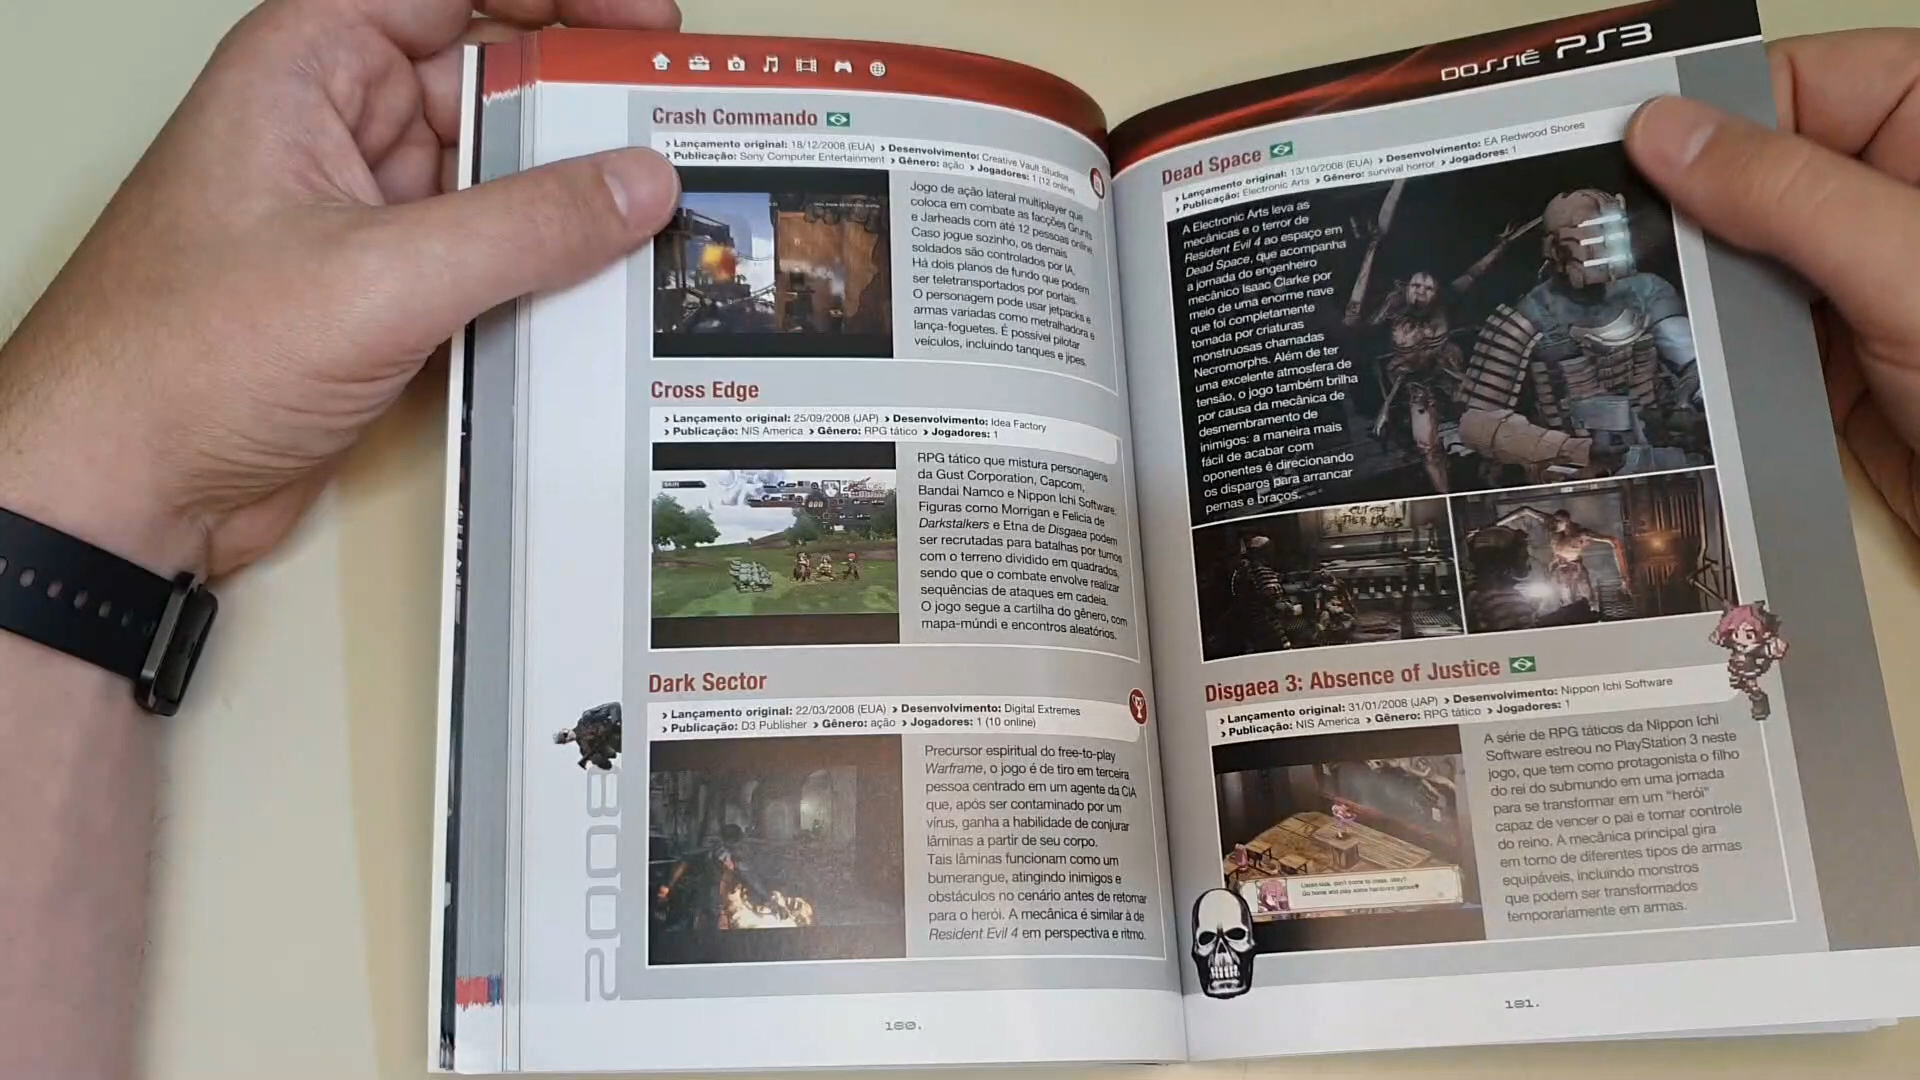 Crash Commando
› Lançamento original: 18/12/2008 (EUA) › Desenvolvimento: Creative Vault Studios
› Publicação: Sony Computer Entertainment › Gênero: ação › Jogadores: 1 (12 online)
Jogo de ação lateral multiplayer que
coloca em combate as facções Grunts
e Jarheads com até 12 pessoas online.
Caso jogue sozinho, os demais
soldados são controlados por IA.
Há dois planos de fundo que podem
ser teletransportados por portais.
O personagem pode usar jetpacks e
armas variadas como metralhadora e
lança-foguetes. É possível pilotar
veículos, incluindo tanques e jipes.
Cross Edge
› Lançamento original: 25/09/2008 (JAP) › Desenvolvimento: Idea Factory
› Publicação: NIS America › Gênero: RPG tático › Jogadores: 1
RPG tático que mistura personagens
da Gust Corporation, Capcom,
Bandai Namco e Nippon Ichi Software.
Figuras como Morrigan e Felicia de
Darkstalkers e Etna de Disgaea podem
ser recrutadas para batalhas por turnos
com o terreno dividido em quadrados,
sendo que o combate envolve realizar
sequências de ataques em cadeia.
O jogo segue a cartilha do gênero, com
mapa-múndi e encontros aleatórios.
Dark Sector
› Lançamento original: 22/03/2008 (EUA) › Desenvolvimento: Digital Extremes
› Publicação: D3 Publisher › Gênero: ação › Jogadores: 1 (10 online)
Precursor espiritual do free-to-play
Warframe, o jogo é de tiro em terceira
pessoa centrado em um agente da CIA
que, após ser contaminado por um
vírus, ganha a habilidade de conjurar
lâminas a partir de seu corpo.
Tais lâminas funcionam como um
bumerangue, atingindo inimigos e
obstáculos no cenário antes de retornar
para o herói. A mecânica é similar à de
Resident Evil 4 em perspectiva e ritmo.
2008
180.
DOSSIÊ PS3
Dead Space
› Lançamento original: 13/10/2008 (EUA) › Desenvolvimento: EA Redwood Shores
› Publicação: Electronic Arts › Gênero: survival horror › Jogadores: 1
A Electronic Arts leva as
mecânicas e o terror de
Resident Evil 4 ao espaço em
Dead Space, que acompanha
a jornada do engenheiro
mecânico Isaac Clarke por
meio de uma enorme nave
que foi completamente
tomada por criaturas
monstruosas chamadas
Necromorphs. Além de ter
uma excelente atmosfera de
tensão, o jogo também brilha
por causa da mecânica de
desmembramento de
inimigos: a maneira mais
fácil de acabar com
oponentes é direcionando
os disparos para arrancar
pernas e braços.
CUT OFF
THEIR LIMBS
Disgaea 3: Absence of Justice
› Lançamento original: 31/01/2008 (JAP) › Desenvolvimento: Nippon Ichi Software
› Publicação: NIS America › Gênero: RPG tático › Jogadores: 1
A série de RPG táticos da Nippon Ichi
Software estreou no PlayStation 3 neste
jogo, que tem como protagonista o filho
do rei do submundo em uma jornada
para se transformar em um "herói"
capaz de vencer o pai e tomar controle
do reino. A mecânica principal gira
em torno de diferentes tipos de armas
equipáveis, incluindo monstros
que podem ser transformados
temporariamente em armas.
181.